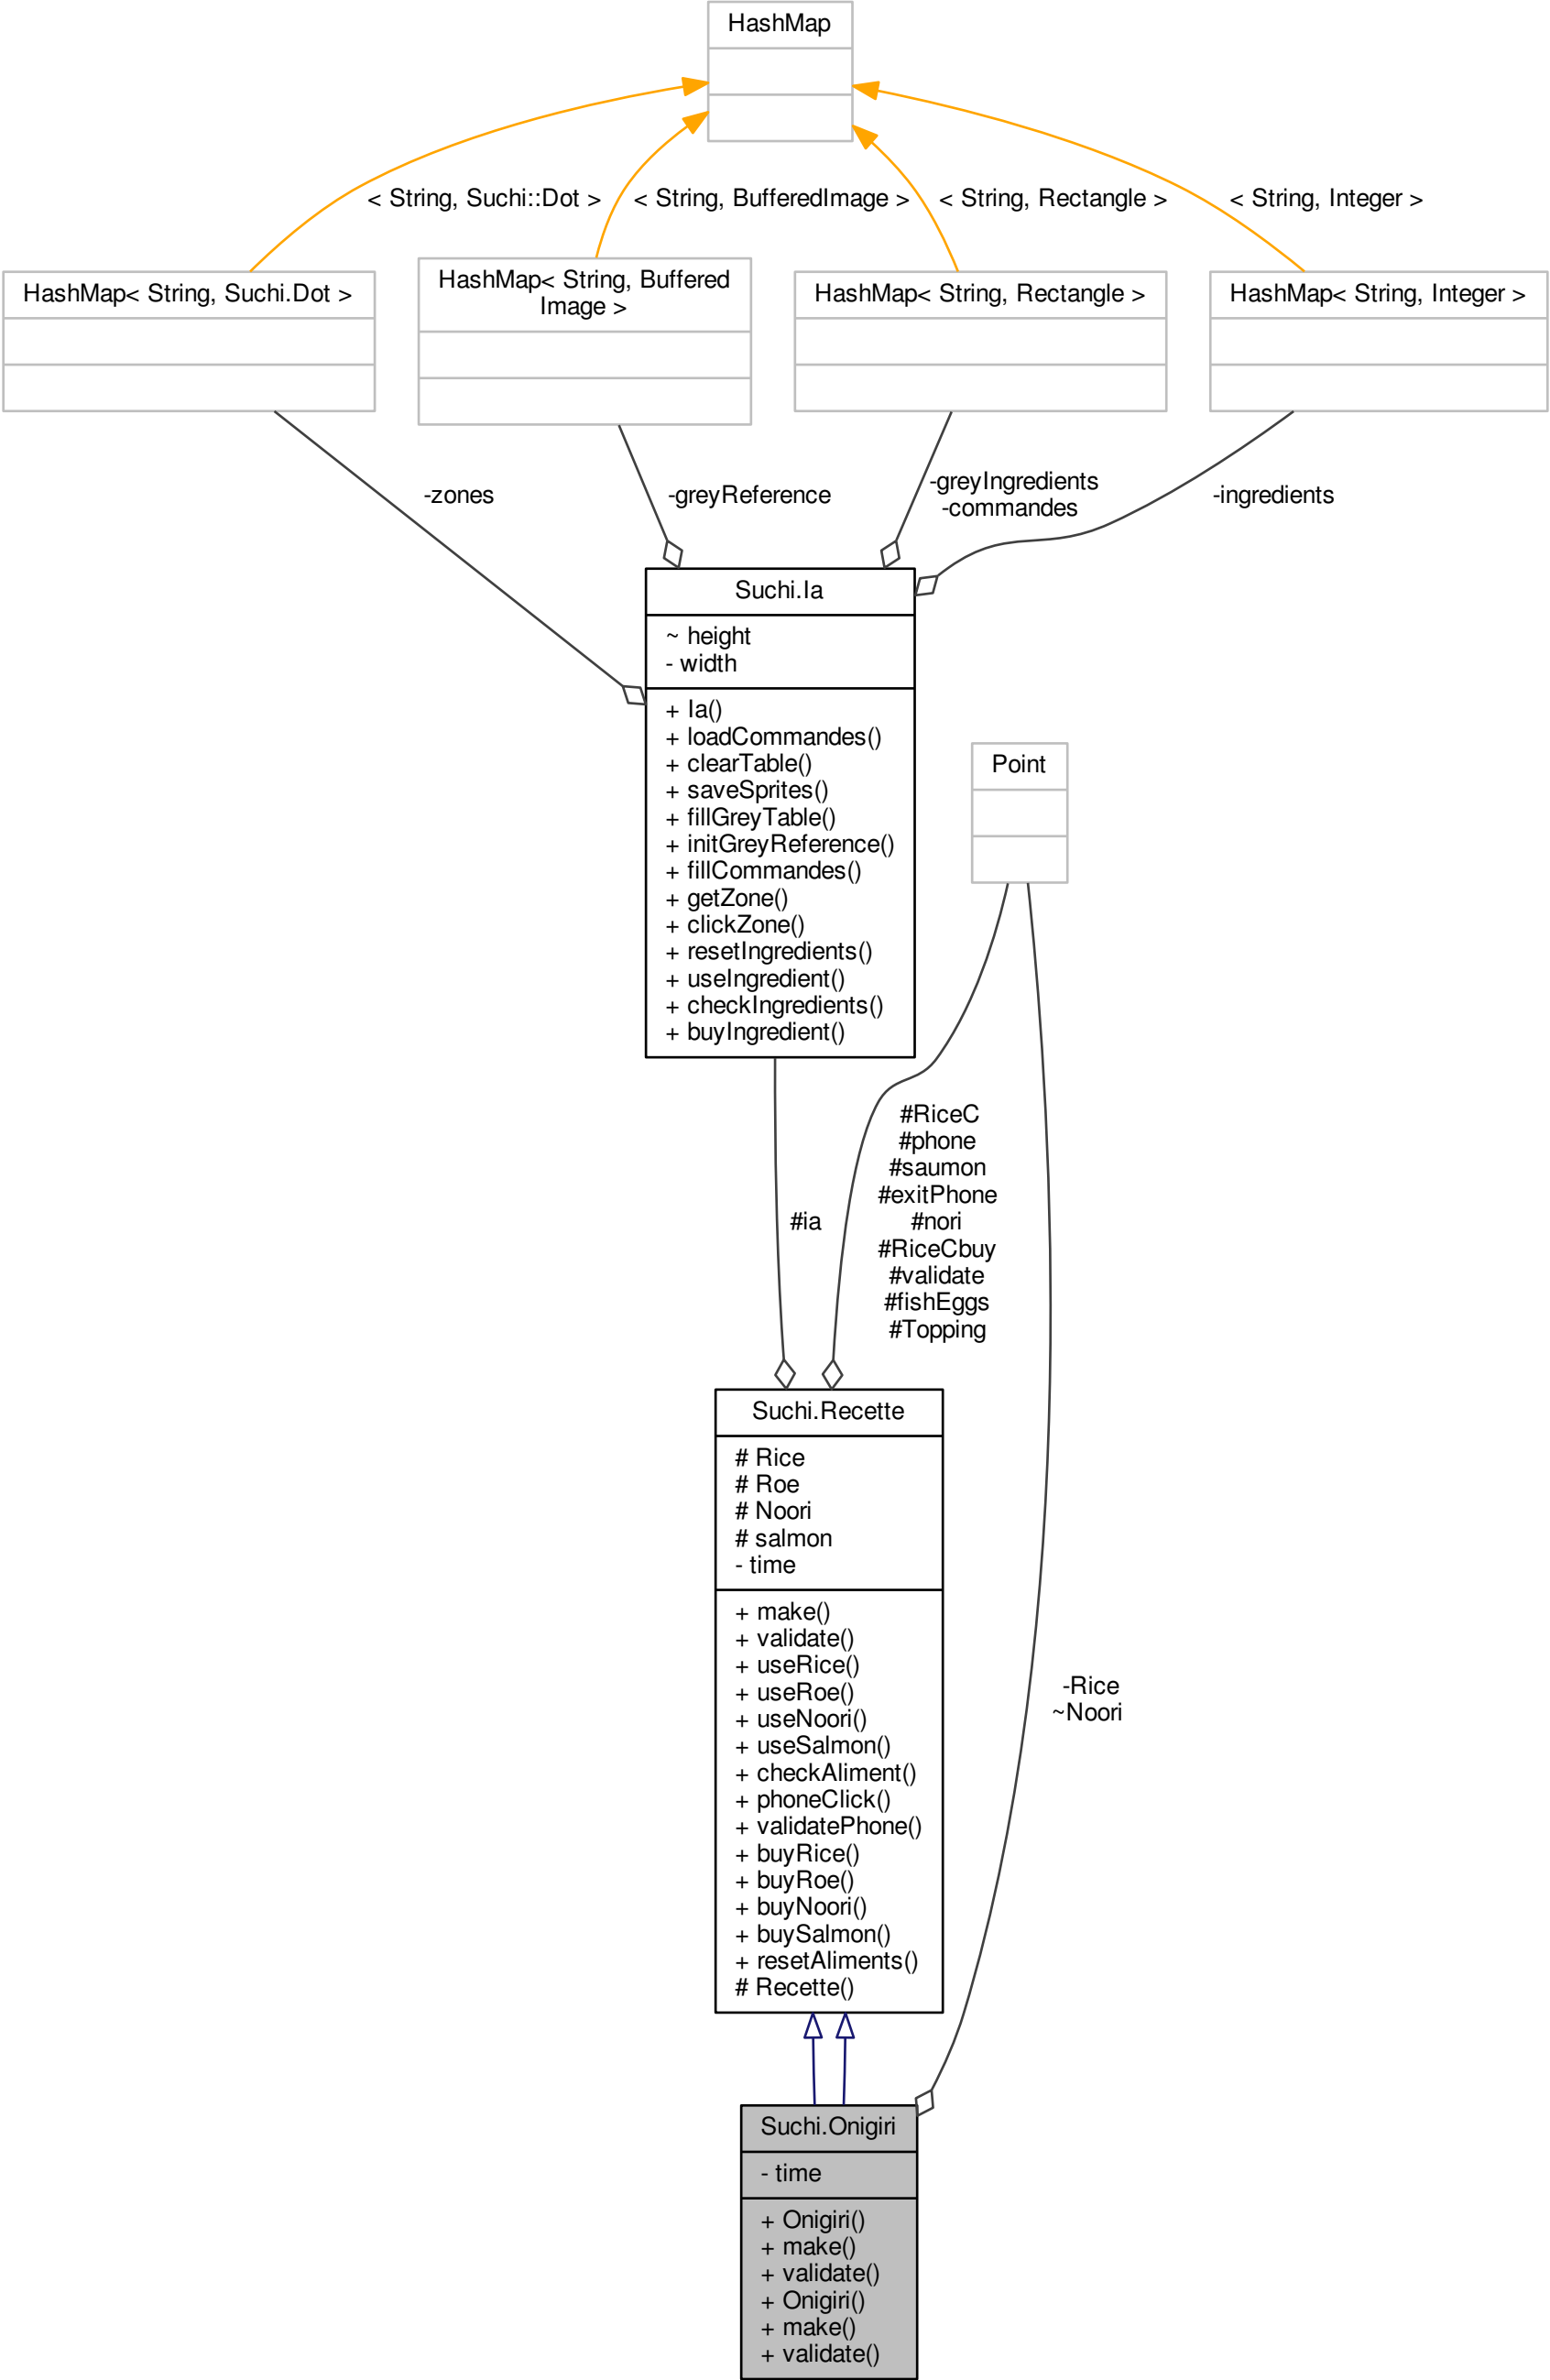 HashMap
< String, Suchi::Dot >
< String, BufferedImage >
< String, Rectangle >
< String, Integer >
HashMap< String, Suchi.Dot >
HashMap< String, Buffered
Image >
HashMap< String, Rectangle >
HashMap< String, Integer >
-zones
-greyReference
-greyIngredients
-commandes
-ingredients
Suchi.Ia
~ height
- width
+ Ia()
+ loadCommandes()
+ clearTable()
+ saveSprites()
+ fillGreyTable()
+ initGreyReference()
+ fillCommandes()
+ getZone()
+ clickZone()
+ resetIngredients()
+ useIngredient()
+ checkIngredients()
+ buyIngredient()
Point
#ia
#RiceC
#phone
#saumon
#exitPhone
#nori
#RiceCbuy
#validate
#fishEggs
#Topping
Suchi.Recette
# Rice
# Roe
# Noori
# salmon
- time
+ make()
+ validate()
+ useRice()
+ useRoe()
+ useNoori()
+ useSalmon()
+ checkAliment()
+ phoneClick()
+ validatePhone()
+ buyRice()
+ buyRoe()
+ buyNoori()
+ buySalmon()
+ resetAliments()
# Recette()
-Rice
~Noori
Suchi.Onigiri
- time
+ Onigiri()
+ make()
+ validate()
+ Onigiri()
+ make()
+ validate()